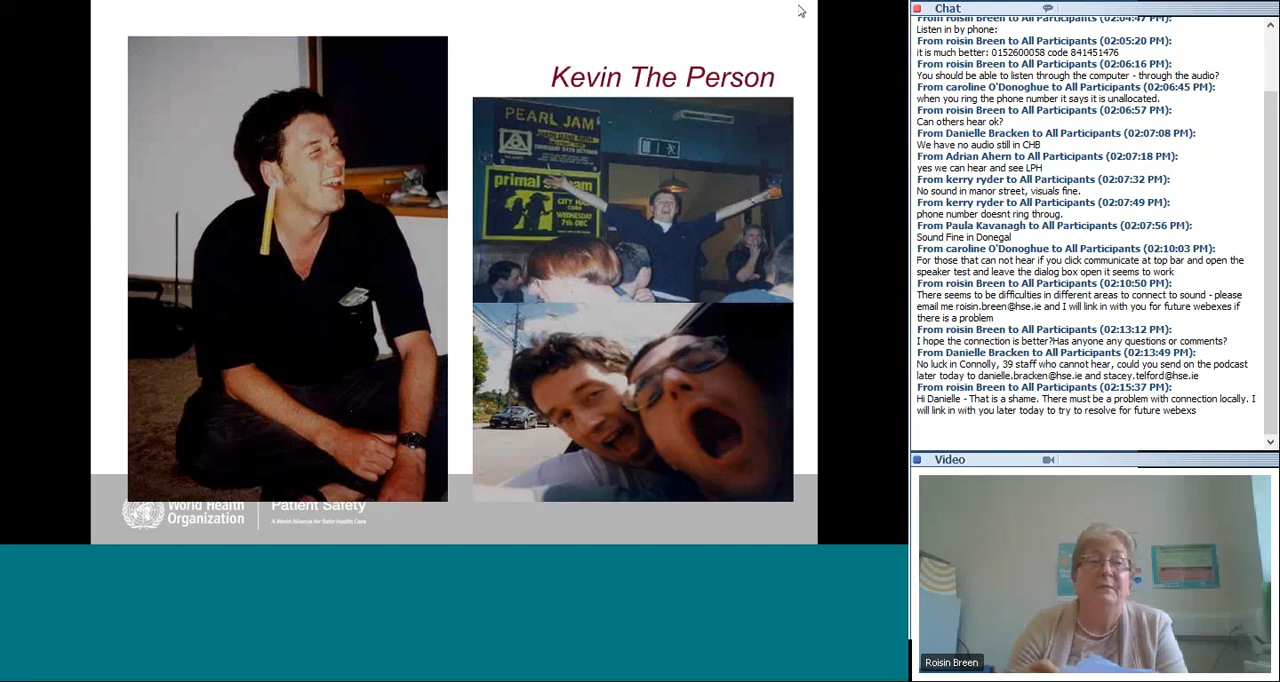 Kevin The Person
PEARL JAM
primal
CITY HALL
CORK
WEDNESDAY
7th DEC
World Health
Organization
Patient Safety
A World Alliance for Safer Health Care
Chat
From roisin Breen to All Participants (02:04:47 PM):
Listen in by phone:
From roisin Breen to All Participants (02:05:20 PM):
it is much better: 0152600058 code 841451476
From roisin Breen to All Participants (02:06:16 PM):
You should be able to listen through the computer - through the audio?
From caroline O'Donoghue to All Participants (02:06:45 PM):
when you ring the phone number it says it is unallocated.
From roisin Breen to All Participants (02:06:57 PM):
Can others hear ok?
From Danielle Bracken to All Participants (02:07:08 PM):
We have no audio still in CHB
From Adrian Ahern to All Participants (02:07:18 PM):
yes we can hear and see LPH
From kerry ryder to All Participants (02:07:32 PM):
No sound in manor street, visuals fine.
From kerry ryder to All Participants (02:07:49 PM):
phone number doesnt ring throug.
From Paula Kavanagh to All Participants (02:07:56 PM):
Sound Fine in Donegal
From caroline O'Donoghue to All Participants (02:10:03 PM):
For those that can not hear if you click communicate at top bar and open the
speaker test and leave the dialog box open it seems to work
From roisin Breen to All Participants (02:10:50 PM):
There seems to be difficulties in different areas to connect to sound - please
email me roisin.breen@hse.ie and I will link in with you for future webexes if
there is a problem
From roisin Breen to All Participants (02:13:12 PM):
I hope the connection is better?Has anyone any questions or comments?
From Danielle Bracken to All Participants (02:13:49 PM):
No luck in Connolly, 39 staff who cannot hear, could you send on the podcast
later today to danielle.bracken@hse.ie and stacey.telford@hse.ie
From roisin Breen to All Participants (02:15:37 PM):
Hi Danielle - That is a shame. There must be a problem with connection locally. I
will link in with you later today to try to resolve for future webexs
Video
Roisin Breen